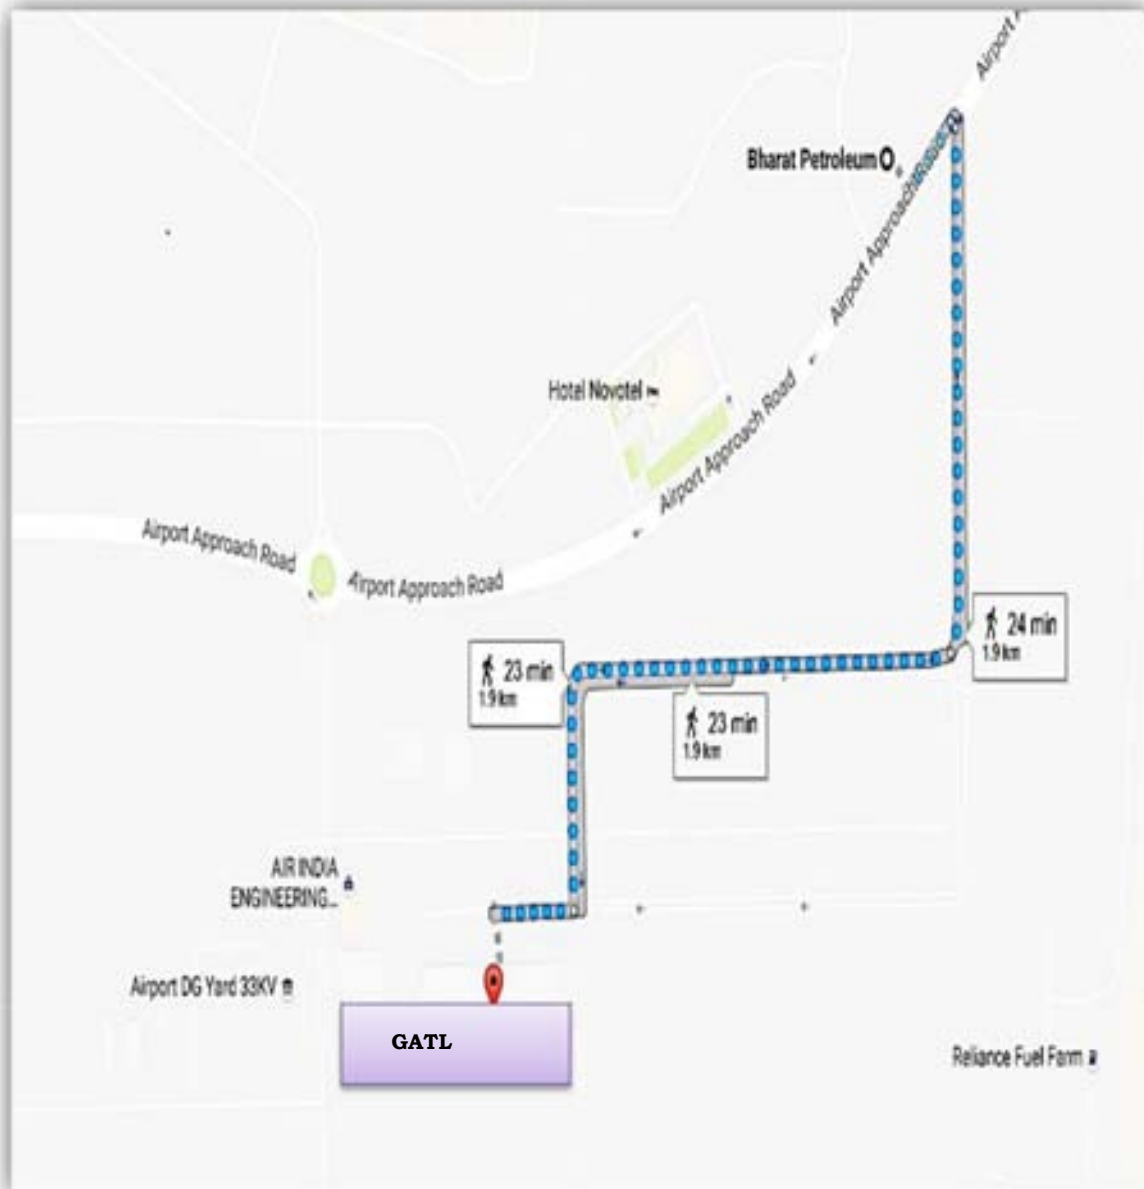 Airport
Bharat Petroleum
Airport Approach Road
Hotel Novotel
Airport Approach Road
Airport Approach Road
Airport Approach Road
24 min
1.9 km
23 min
1.9 km
23 min
1.9 km
AIR INDIA
ENGINEERING...
Airport DG Yard 33KV
GATL
Reliance Fuel Farm